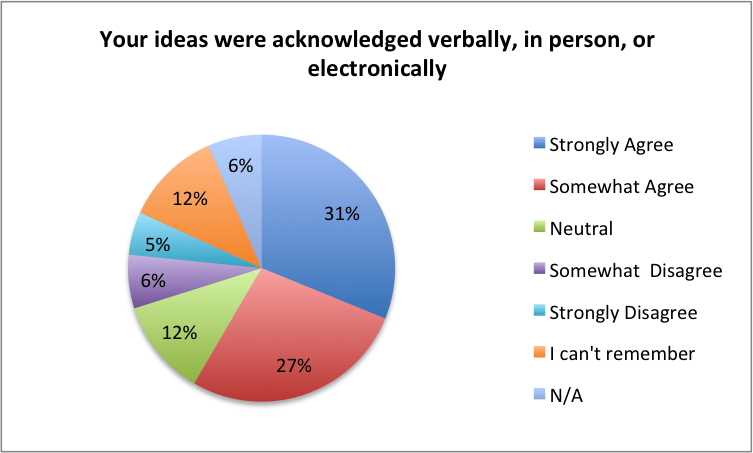 Your ideas were acknowledged verbally, in person, or
electronically
31%
27%
12%
6%
5%
12%
6%
Strongly Agree
Somewhat Agree
Neutral
Somewhat  Disagree
Strongly Disagree
I can't remember
N/A